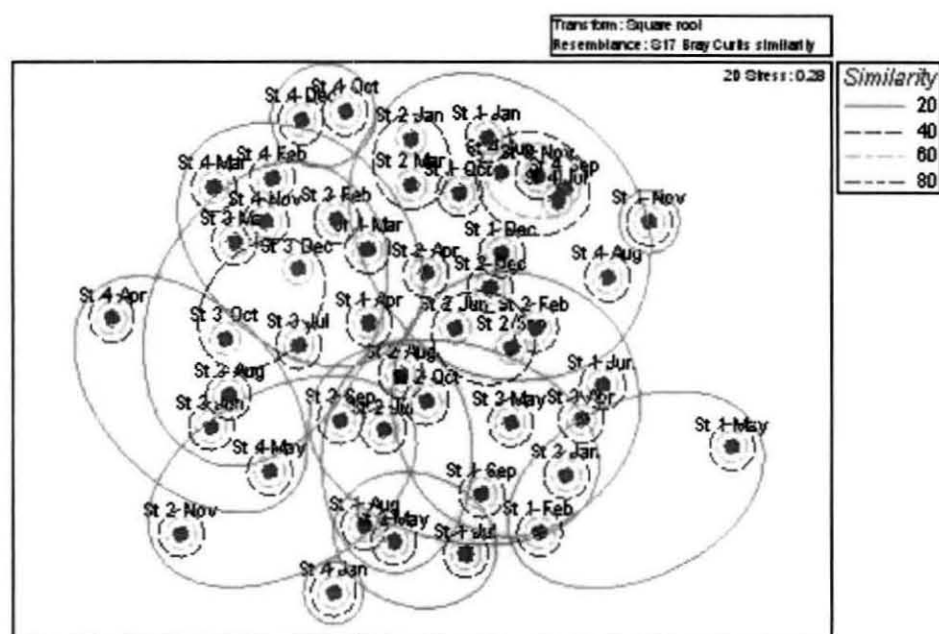 Transform: Square root
Resemblance: S17 Bray Curtis similarity
2D Stress: 0.28
Similarity
20
40
60
80
St 4 Dec
St 4 Oct
St 2 Jan
St 1 Jan
St 4 Mar
St 4 Feb
St 2 Mar
St 1 Oct
St 4 Jul
St 4 Nov
St 3 Feb
St 1 Nov
St 1 Mar
St 1 Dec
St 3 Dec
St 2 Apr
St 2 Dec
St 4 Aug
St 4 Apr
St 3 Oct
St 3 Jul
St 1 Apr
St 2 Jun
St 2 Feb
St 2 Aug
St 3 Aug
St 2 Oct
St 3 May
St 1 May
St 4 May
St 3 Jan
St 1 Sep
St 2 Nov
St 1 Aug
St 1 Feb
St 1 Jul
St 4 Jan